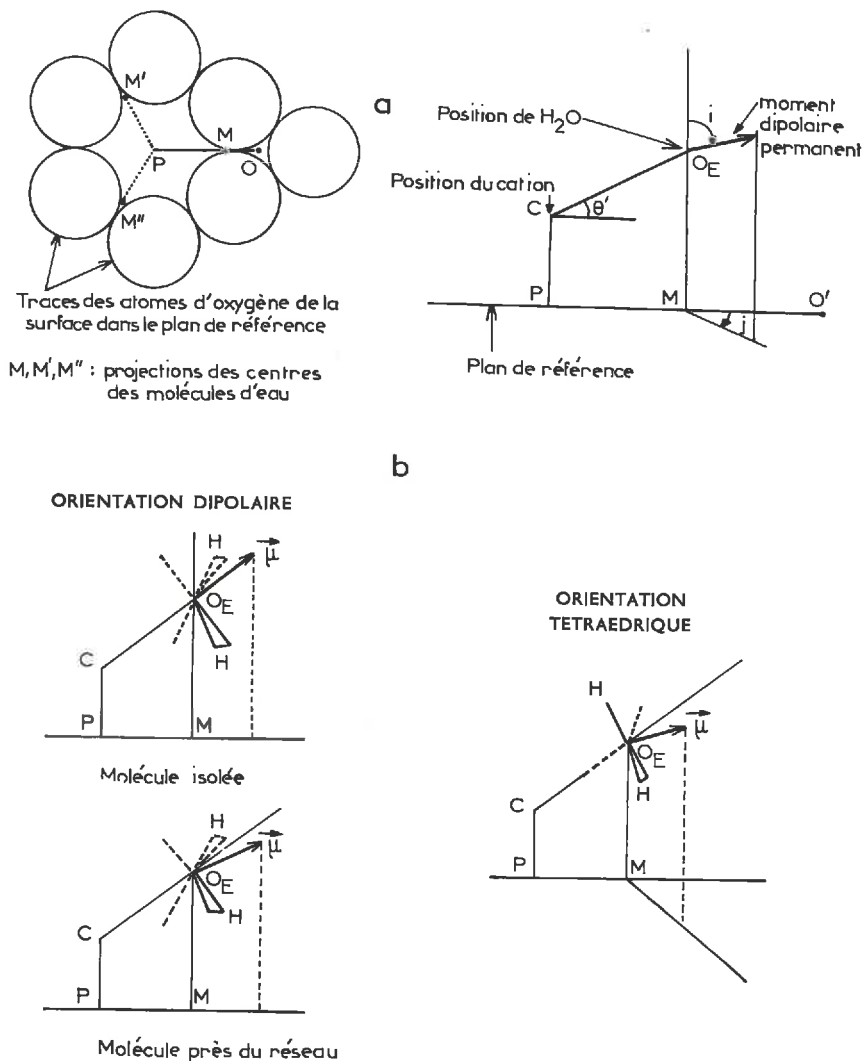 M'
M
P
O
M"
Traces des atomes d'oxygène de la
surface dans le plan de référence
M, M', M" : projections des centres
des molécules d'eau
a
Position de H2O
i
moment
dipolaire
permanent
OE
Position du cation
C
θ'
P
M
O'
j
Plan de référence
b
ORIENTATION DIPOLAIRE
H
μ
OE
C
H
P
M
Molécule isolée
H
μ
OE
H
C
P
M
Molécule près du réseau
ORIENTATION
TETRAEDRIQUE
H
μ
OE
H
C
P
M